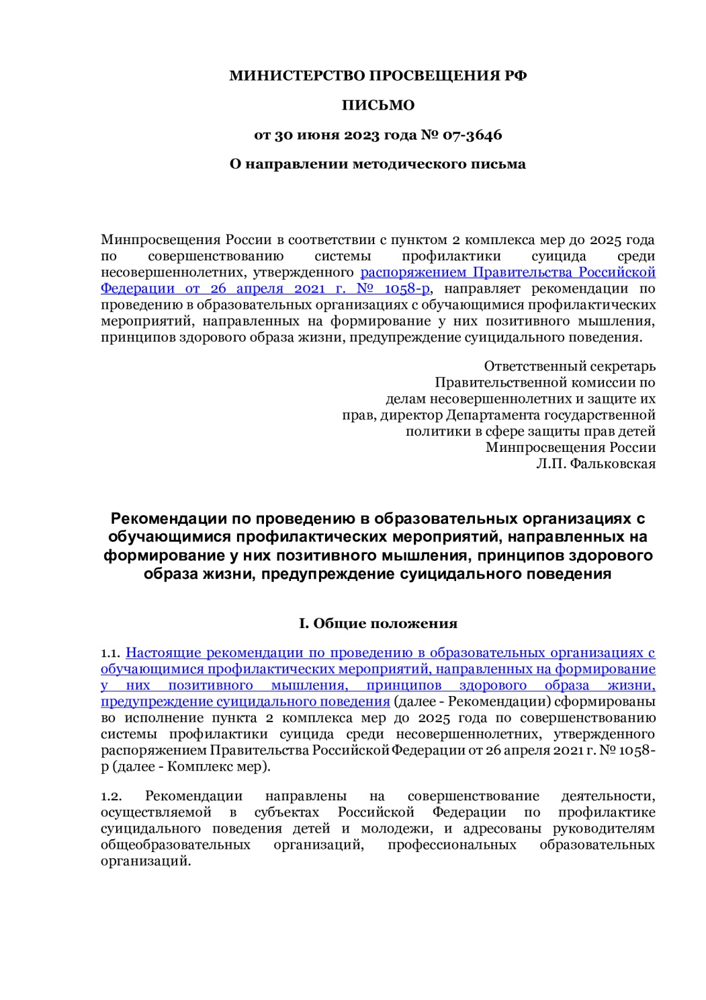 МИНИСТЕРСТВО ПРОСВЕЩЕНИЯ РФ
ПИСЬМО
от 30 июня 2023 года № 07-3646
О направлении методического письма
Минпросвещения России в соответствии с пунктом 2 комплекса мер до 2025 года
по совершенствованию системы профилактики суицида среди
несовершеннолетних, утвержденного распоряжением Правительства Российской
Федерации от 26 апреля 2021 г. № 1058-р, направляет рекомендации по
проведению в образовательных организациях с обучающимися профилактических
мероприятий, направленных на формирование у них позитивного мышления,
принципов здорового образа жизни, предупреждение суицидального поведения.
Ответственный секретарь
Правительственной комиссии по
делам несовершеннолетних и защите их
прав, директор Департамента государственной
политики в сфере защиты прав детей
Минпросвещения России
Л.П. Фальковская
Рекомендации по проведению в образовательных организациях с
обучающимися профилактических мероприятий, направленных на
формирование у них позитивного мышления, принципов здорового
образа жизни, предупреждение суицидального поведения
I. Общие положения
1.1. Настоящие рекомендации по проведению в образовательных организациях с
обучающимися профилактических мероприятий, направленных на формирование
у них позитивного мышления, принципов здорового образа жизни,
предупреждение суицидального поведения (далее - Рекомендации) сформированы
во исполнение пункта 2 комплекса мер до 2025 года по совершенствованию
системы профилактики суицида среди несовершеннолетних, утвержденного
распоряжением Правительства Российской Федерации от 26 апреля 2021 г. № 1058-
р (далее - Комплекс мер).
1.2. Рекомендации направлены на совершенствование деятельности,
осуществляемой в субъектах Российской Федерации по профилактике
суицидального поведения детей и молодежи, и адресованы руководителям
общеобразовательных организаций, профессиональных образовательных
организаций.